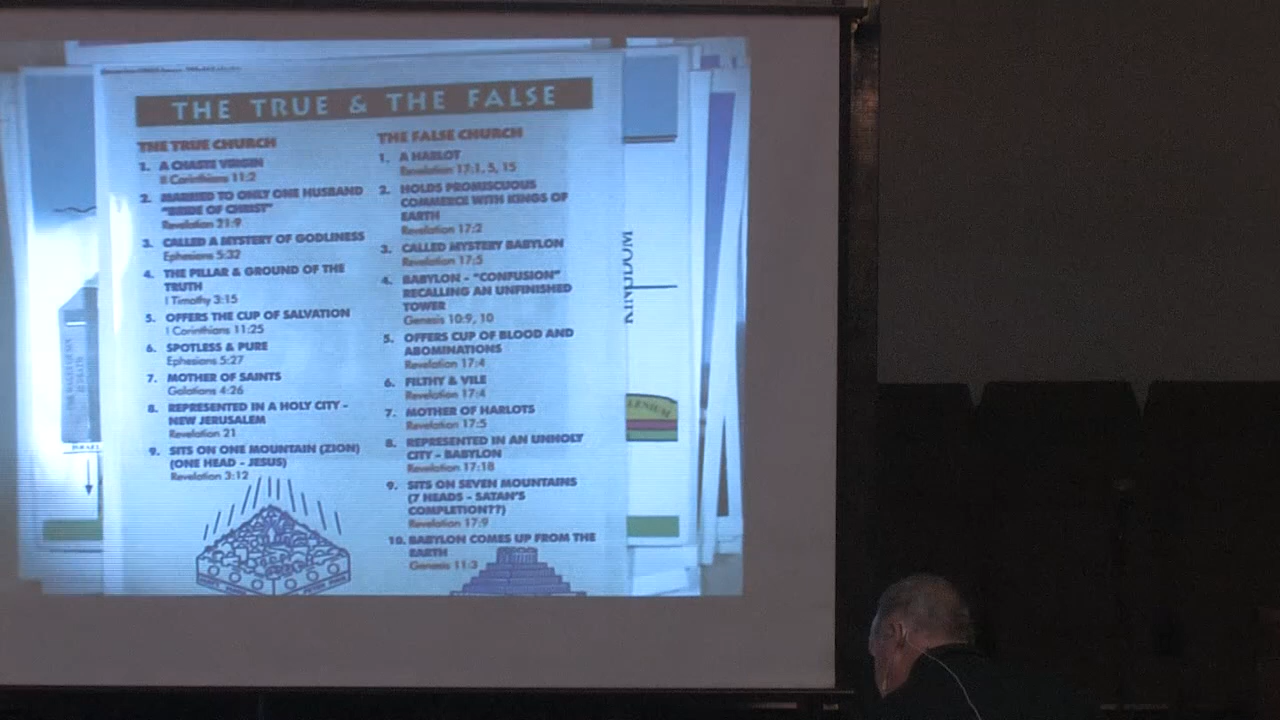 THE TRUE & THE FALSE
THE TRUE CHURCH
1. A CHASTE VIRGIN
II Corinthians 11:2
2. MARRIED TO ONLY ONE HUSBAND
"BRIDE OF CHRIST"
Revelation 21:9
3. CALLED A MYSTERY OF GODLINESS
Ephesians 5:32
4. THE PILLAR & GROUND OF THE
TRUTH
I Timothy 3:15
5. OFFERS THE CUP OF SALVATION
I Corinthians 11:25
6. SPOTLESS & PURE
Ephesians 5:27
7. MOTHER OF SAINTS
Galatians 4:26
8. REPRESENTED IN A HOLY CITY -
NEW JERUSALEM
Revelation 21
9. SITS ON ONE MOUNTAIN (ZION)
(ONE HEAD - JESUS)
Revelation 3:12
THE FALSE CHURCH
1. A HARLOT
Revelation 17:1, 5, 15
2. HOLDS PROMISCUOUS
COMMERCE WITH KINGS OF
EARTH
Revelation 17:2
3. CALLED MYSTERY BABYLON
Revelation 17:5
4. BABYLON - "CONFUSION"
RECALLING AN UNFINISHED
TOWER
Genesis 10:9, 10
5. OFFERS CUP OF BLOOD AND
ABOMINATIONS
Revelation 17:4
6. FILTHY & VILE
Revelation 17:4
7. MOTHER OF HARLOTS
Revelation 17:5
8. REPRESENTED IN AN UNHOLY
CITY - BABYLON
Revelation 17:18
9. SITS ON SEVEN MOUNTAINS
(7 HEADS - SATAN'S
COMPLETION??)
Revelation 17:9
10. BABYLON COMES UP FROM THE
EARTH
Genesis 11:3
KINGDOM
LENIUM
ISRAEL